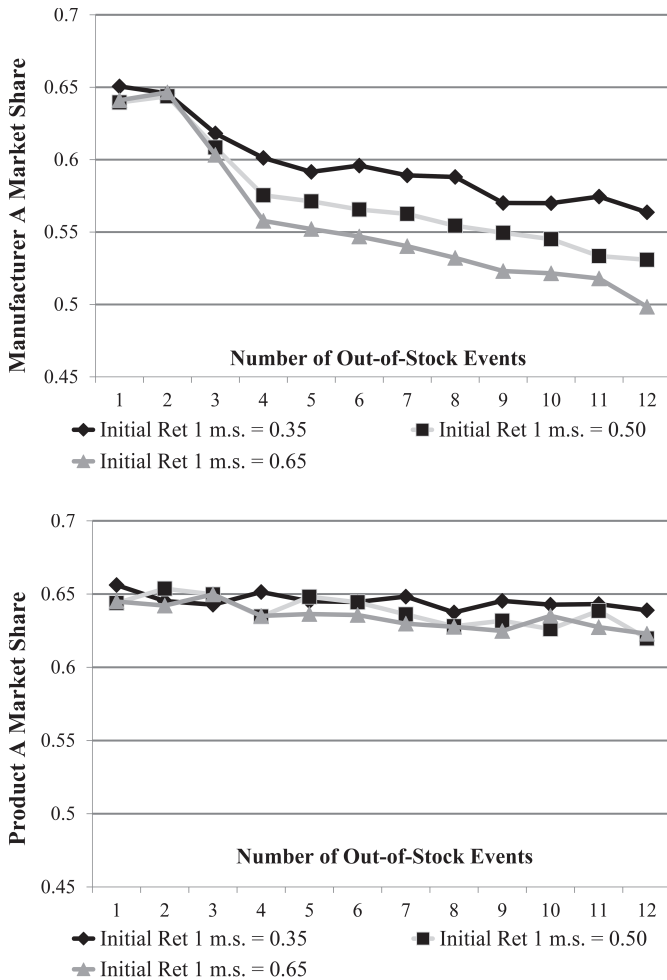 0.7
0.65
0.6
0.55
0.5
0.45
Manufacturer A Market Share
Number of Out-of-Stock Events
1 2 3 4 5 6 7 8 9 10 11 12
Initial Ret 1 m.s. = 0.35
Initial Ret 1 m.s. = 0.50
Initial Ret 1 m.s. = 0.65
0.7
0.65
0.6
0.55
0.5
0.45
Product A Market Share
Number of Out-of-Stock Events
1 2 3 4 5 6 7 8 9 10 11 12
Initial Ret 1 m.s. = 0.35
Initial Ret 1 m.s. = 0.50
Initial Ret 1 m.s. = 0.65